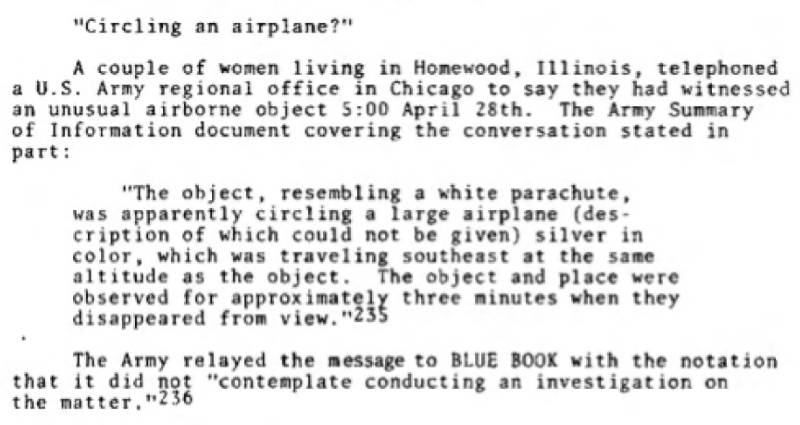 "Circling an airplane?"
A couple of women living in Homewood, Illinois, telephoned
a U.S. Army regional office in Chicago to say they had witnessed
an unusual airborne object 5:00 April 28th. The Army Summary
of Information document covering the conversation stated in
part:
"The object, resembling a white parachute,
was apparently circling a large airplane (des-
cription of which could not be given) silver in
color, which was traveling southeast at the same
altitude as the object. The object and place were
observed for approximately three minutes when they
disappeared from view."235
The Army relayed the message to BLUE BOOK with the notation
that it did not "contemplate conducting an investigation on
the matter."236